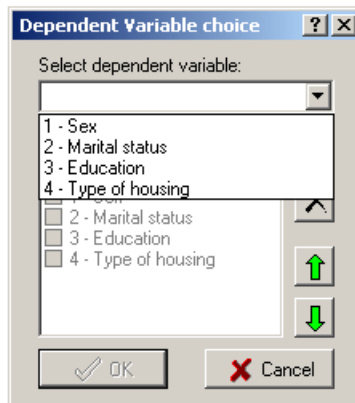 Dependent Variable choice
Select dependent variable:
1 - Sex
2 - Marital status
3 - Education
4 - Type of housing
2 - Marital status
3 - Education
4 - Type of housing
OK
Cancel